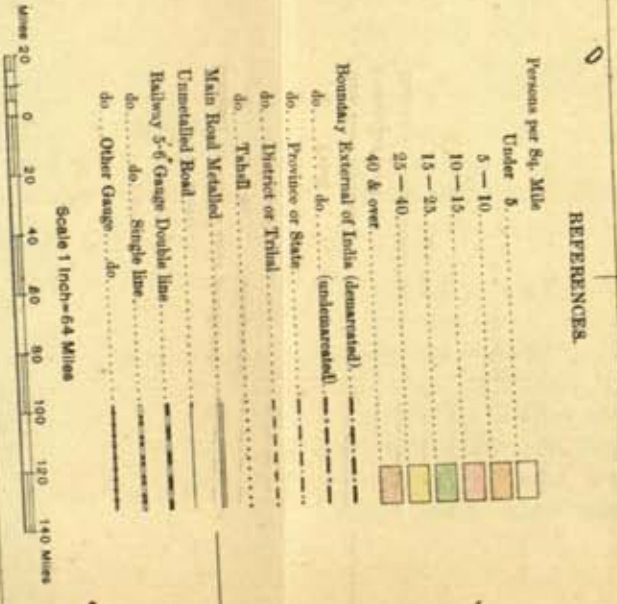 REFERENCES.
Persons per Sq. Mile
Under 5
5 — 10
10 — 15
15 — 25
25 — 40
40 & over
Boundary External of India (demarcated)
do. do. (undemarcated)
do. Province or State
do. District or Tribal
do. Tahsil
Main Road Metalled
Unmetalled Road
Railway 5'-6" Gauge Double line
do. do. Single line
do. Other Gauge do.
Scale 1 Inch=64 Miles
Miles 20 0 20 40 60 80 100 120 140 Miles